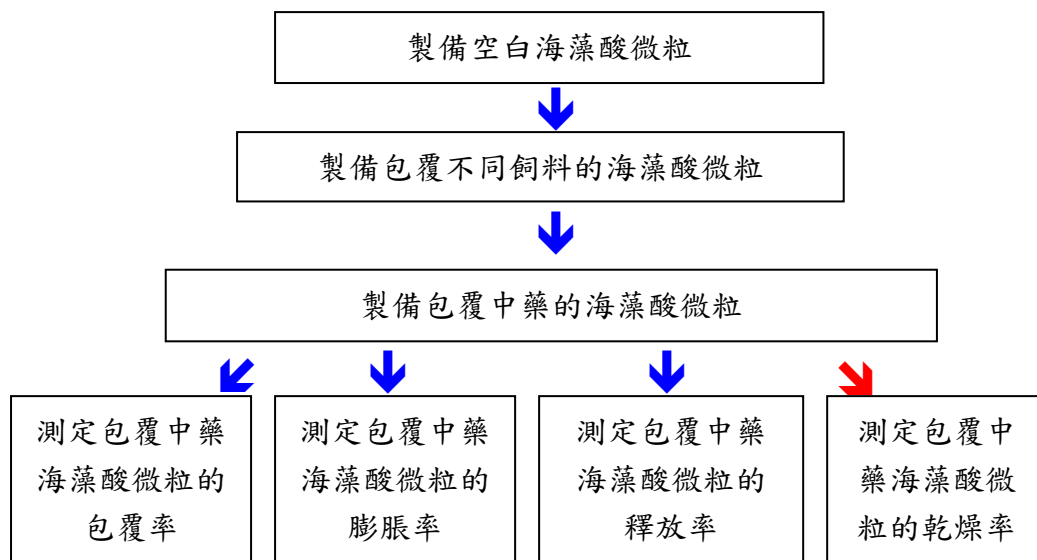 製備空白海藻酸微粒
製備包覆不同飼料的海藻酸微粒
製備包覆中藥的海藻酸微粒
測定包覆中藥
海藻酸微粒的
包覆率
測定包覆中藥
海藻酸微粒的
膨脹率
測定包覆中藥
海藻酸微粒的
釋放率
測定包覆中
藥海藻酸微
粒的乾燥率